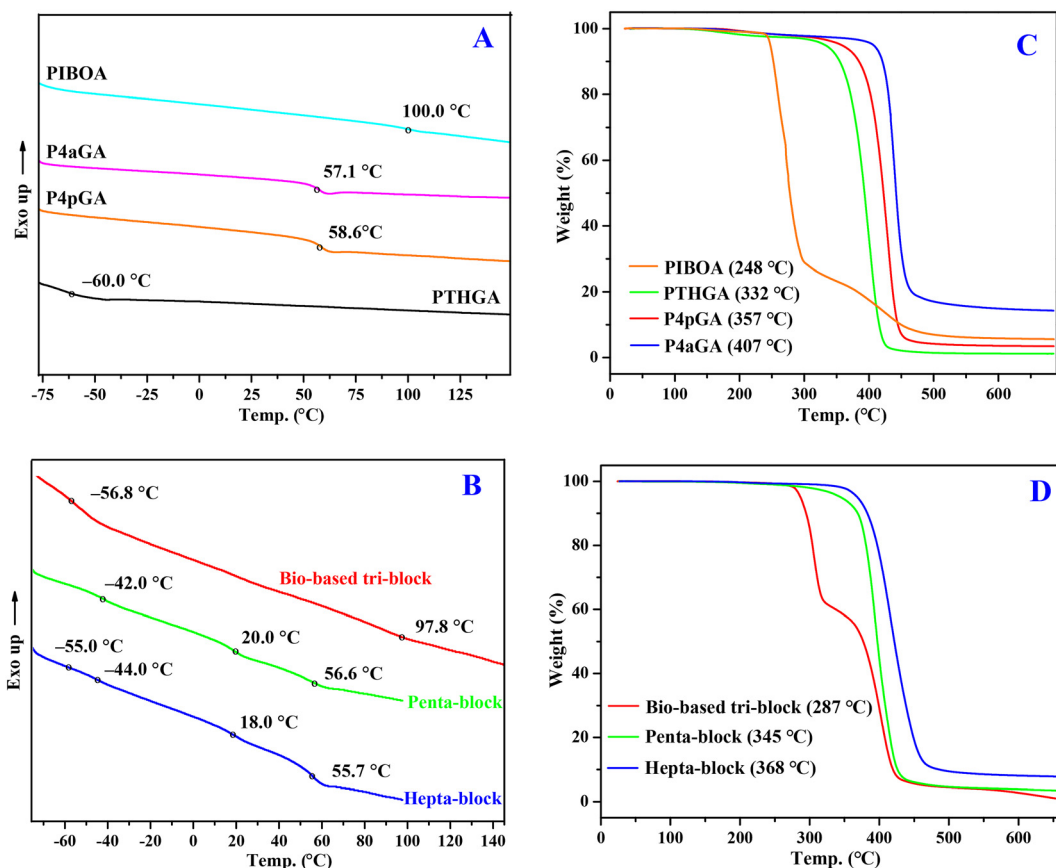 A
PIBOA
100.0 °C
P4aGA
57.1 °C
P4pGA
58.6°C
–60.0 °C
PTHGA
Exo up
-75 -50 -25 0 25 50 75 100 125
Temp. (°C)
C
100
80
60
40
20
0
Weight (%)
PIBOA (248 °C)
PTHGA (332 °C)
P4pGA (357 °C)
P4aGA (407 °C)
0 100 200 300 400 500 600
Temp. (°C)
B
–56.8 °C
Bio-based tri-block
–42.0 °C
97.8 °C
20.0 °C
–55.0 °C
56.6 °C
–44.0 °C
Penta-block
18.0 °C
55.7 °C
Hepta-block
Exo up
-60 -40 -20 0 20 40 60 80 100 120 140
Temp. (°C)
D
100
80
60
40
20
0
Weight (%)
Bio-based tri-block (287 °C)
Penta-block (345 °C)
Hepta-block (368 °C)
0 100 200 300 400 500 600
Temp. (°C)